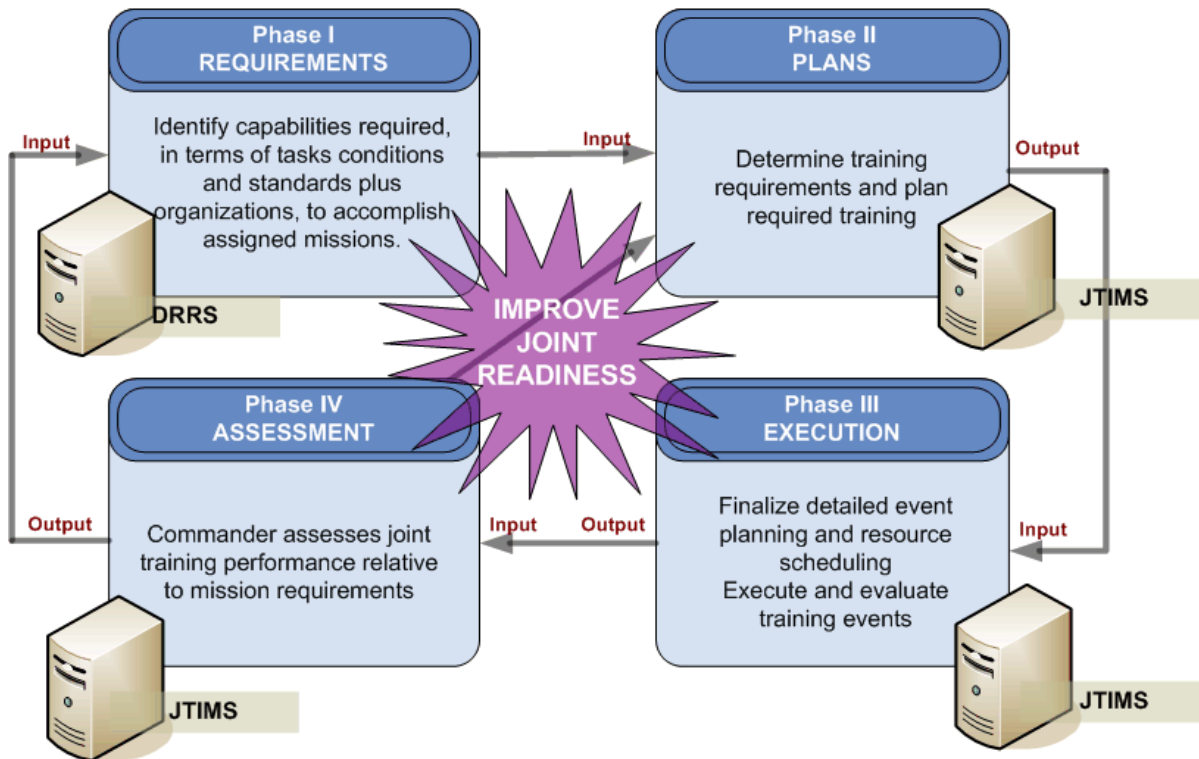 Phase I
REQUIREMENTS
Identify capabilities required,
in terms of tasks conditions
and standards plus
organizations, to accomplish
assigned missions.
Input
DRRS
Input
Phase II
PLANS
Determine training
requirements and plan
required training
Output
JTIMS
IMPROVE
JOINT
READINESS
Phase IV
ASSESSMENT
Commander assesses joint
training performance relative
to mission requirements
Output
JTIMS
Input
Output
Phase III
EXECUTION
Finalize detailed event
planning and resource
scheduling
Execute and evaluate
training events
Input
JTIMS